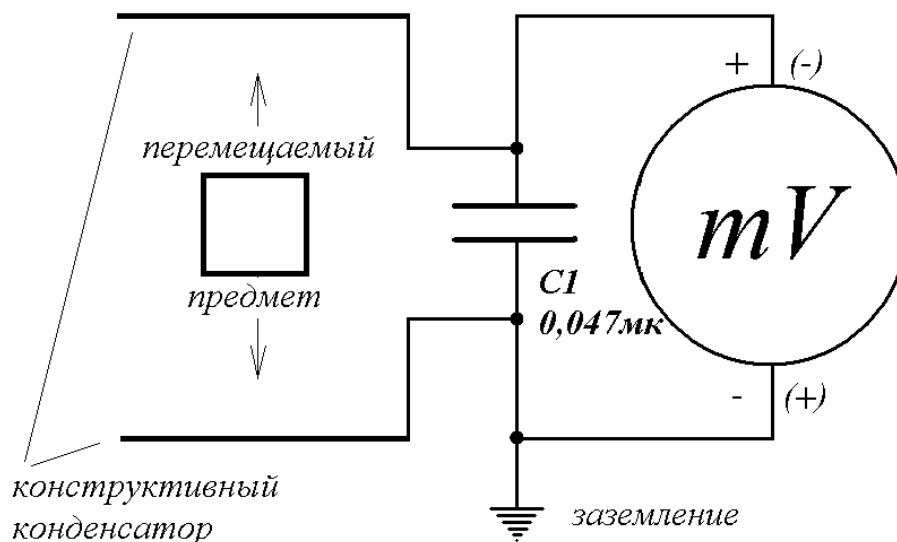 + (-)
перемещаемый
mV
предмет
C1
0,047мк
- (+)
конструктивный
конденсатор
заземление